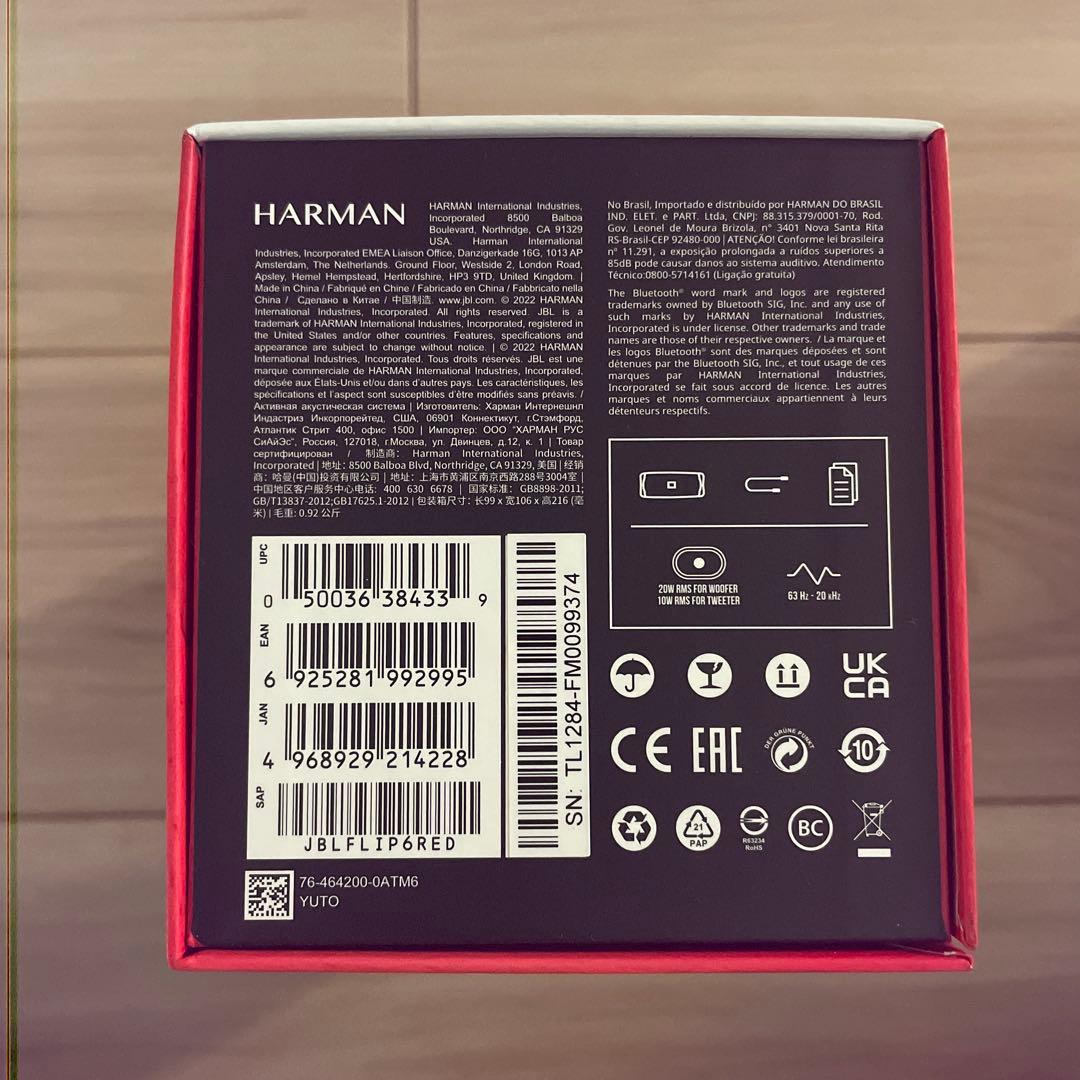 HARMAN
HARMAN International Industries,
Incorporated 8500 Balboa
Boulevard, Northridge, CA 91329
USA. Harman International
Industries, Incorporated EMEA Liaison Office, Danzigerkade 16G, 1013 AP
Amsterdam, The Netherlands. Ground Floor, Westside 2, London Road,
Apsley, Hemel Hempstead, Hertfordshire, HP3 9TD, United Kingdom. |
Made in China / Fabriqué en Chine / Fabricado en China / Fabbricato nella
China / Сделано в Китае / 中国制造. www.jbl.com. © 2022 HARMAN
International Industries, Incorporated. All rights reserved. JBL is a
trademark of HARMAN International Industries, Incorporated, registered in
the United States and/or other countries. Features, specifications and
appearance are subject to change without notice. | © 2022 HARMAN
International Industries, Incorporated. Tous droits réservés. JBL est une
marque commerciale de HARMAN International Industries, Incorporated,
déposée aux États-Unis et/ou dans d'autres pays. Les caractéristiques, les
spécifications et l'aspect sont susceptibles d'être modifiés sans préavis. /
Активная акустическая система | Изготовитель: Харман Интернешнл
Индастриз Инкорпорейтед, США, 06901 Коннектикут, г.Стэмфорд,
Атлантик Стрит 400, офис 1500 | Импортер: ООО "ХАРМАН РУС
СиАйЭс", Россия, 127018, г.Москва, ул. Двинцев, д.12, к. 1 | Товар
сертифицирован / 制造商: Harman International Industries,
Incorporated | 地址: 8500 Balboa Blvd, Northridge, CA 91329, 美国 | 经销
商: 哈曼(中国)投资有限公司 | 地址: 上海市黄浦区南京西路288号3004室 |
中国地区客户服务中心电话: 400 630 6678 | 国家标准: GB8898-2011;
GB/T13837-2012;GB17625.1-2012 | 包装箱尺寸: 长99 x 宽106 x 高216 (毫
米) | 毛重: 0.92 公斤
No Brasil, Importado e distribuído por HARMAN DO BRASIL
IND. ELET. e PART. Ltda, CNPJ: 88.315.379/0001-70, Rod.
Gov. Leonel de Moura Brizola, n° 3401 Nova Santa Rita
RS-Brasil-CEP 92480-000 | ATENÇÃO! Conforme lei brasileira
n° 11.291, a exposição prolongada a ruídos superiores a
85dB pode causar danos ao sistema auditivo. Atendimento
Técnico:0800-5714161 (Ligação gratuita)
The Bluetooth® word mark and logos are registered
trademarks owned by Bluetooth SIG, Inc. and any use of
such marks by HARMAN International Industries,
Incorporated is under license. Other trademarks and trade
names are those of their respective owners. / La marque et
les logos Bluetooth® sont des marques déposées et sont
détenues par the Bluetooth SIG, Inc., et tout usage de ces
marques par HARMAN International Industries,
Incorporated se fait sous accord de licence. Les autres
marques et noms commerciaux appartiennent à leurs
détenteurs respectifs.
20W RMS FOR WOOFER
10W RMS FOR TWEETER
63 Hz - 20 kHz
UPC
0 50036 38433 9
EAN
6 925281 992995
JAN
4 968929 214228
SAP
JBLFLIP6RED
SN: TL1284-FM0099374
UK
CA
CE
EAC
DER GRÜNE PUNKT
10
21
PAP
R63234
RoHS
BC
76-464200-0ATM6
YUTO